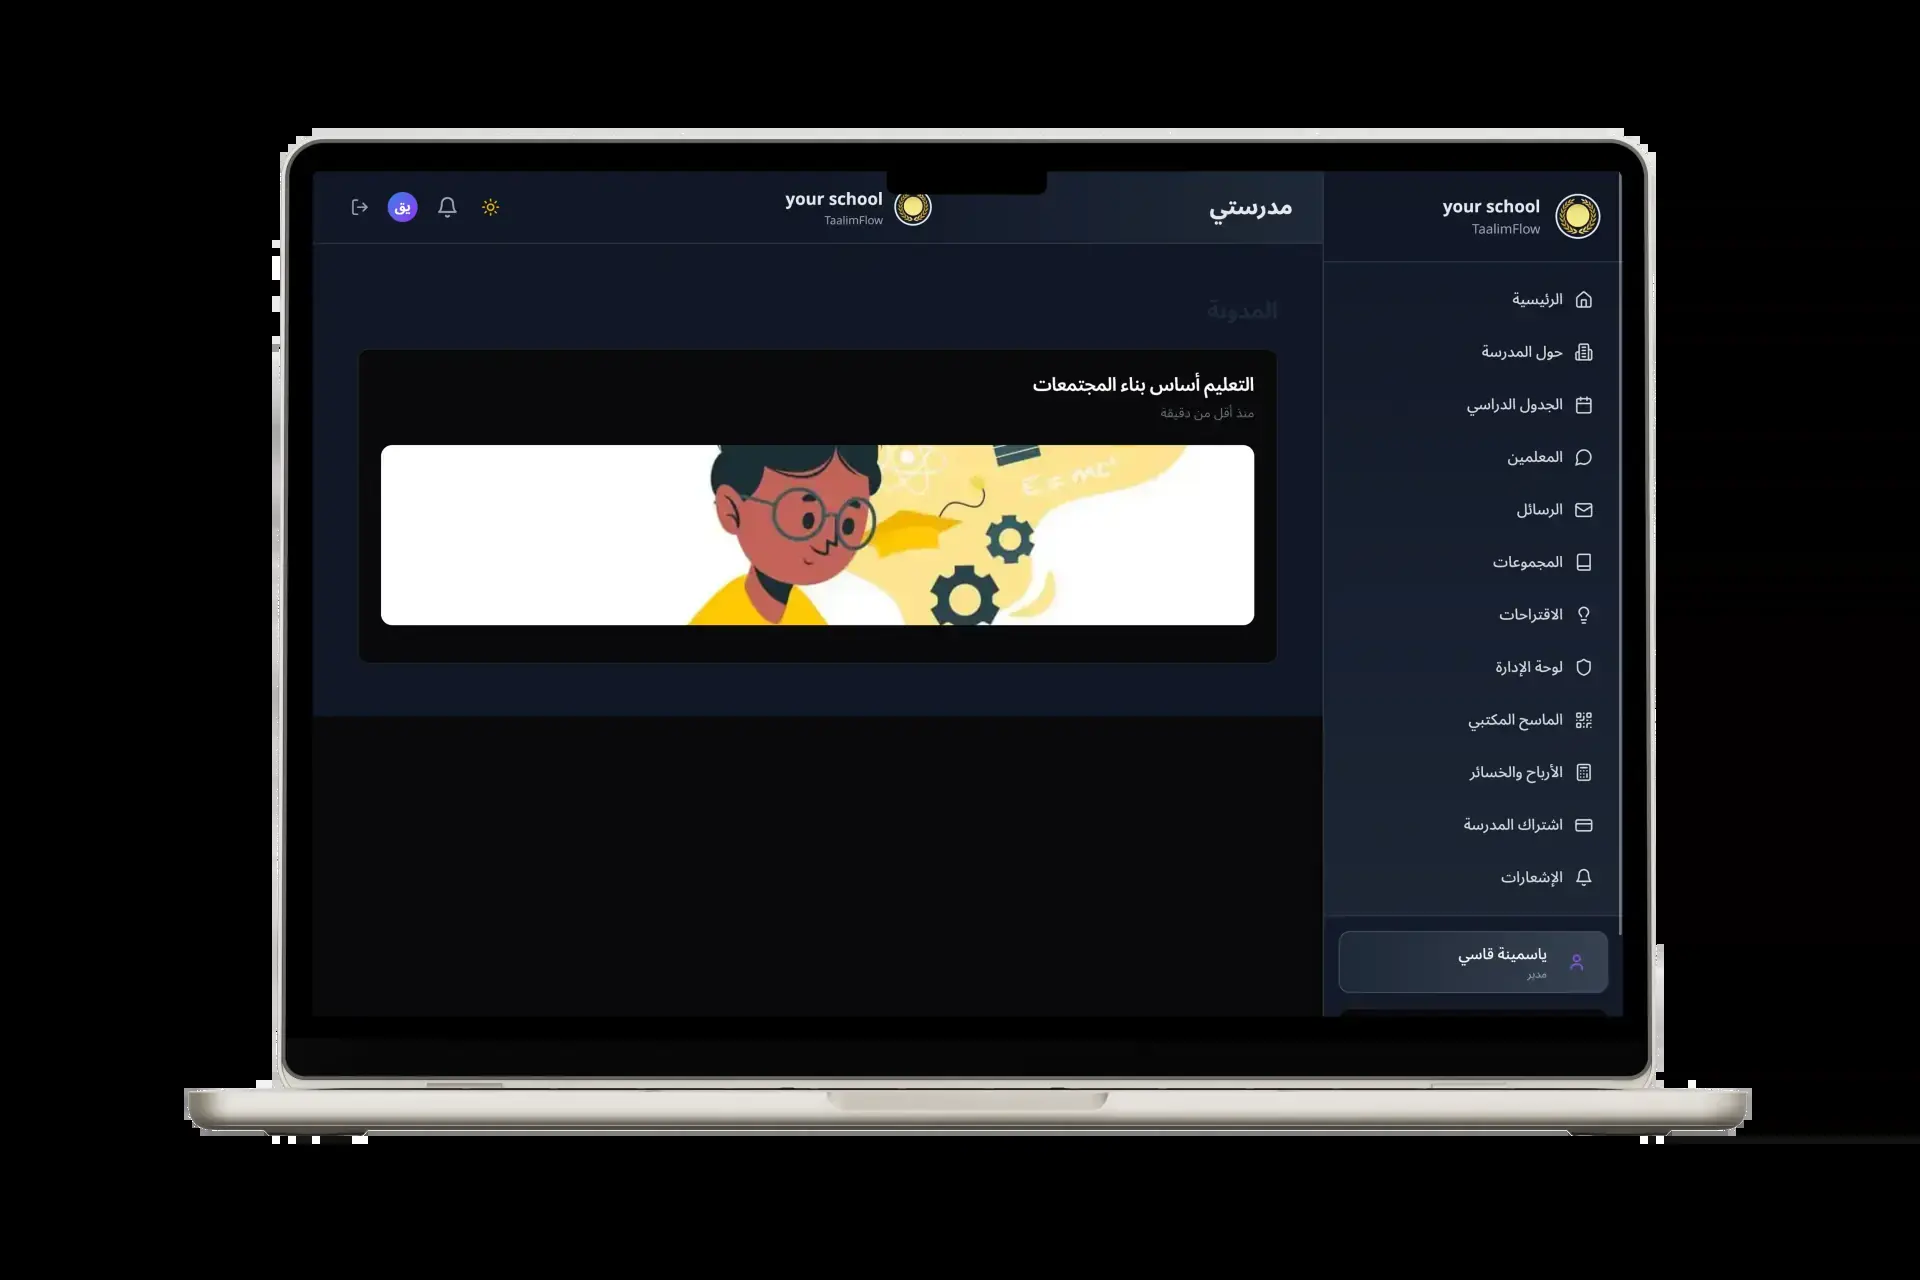 your school
TaalimFlow
الرئيسية
حول المدرسة
الجدول الدراسي
المعلمين
الرسائل
المجموعات
الاقتراحات
لوحة الإدارة
الماسح المكتبي
الأرباح والخسائر
اشتراك المدرسة
الإشعارات
ياسمينة قاسي
مدير
مدرستي
your school
TaalimFlow
يق
المدونة
التعليم أساس بناء المجتمعات
منذ أقل من دقيقة
E = mc²